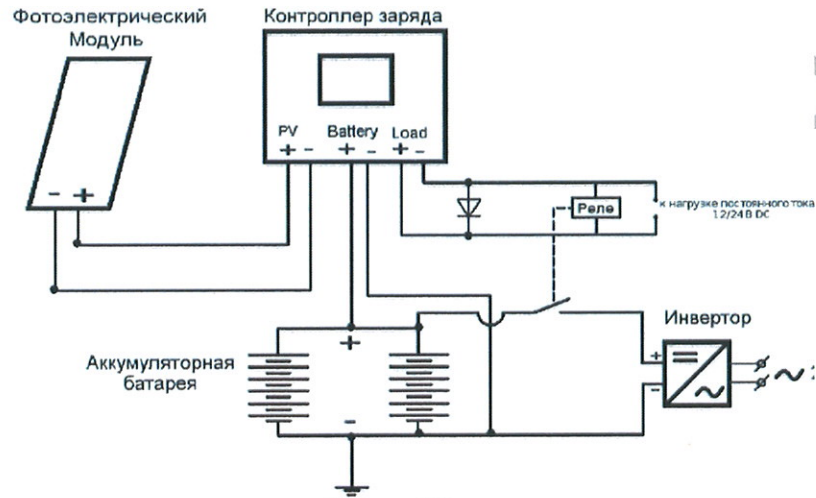 Фотоэлектрический
Модуль
Контроллер заряда
PV Battery Load
+ - + - + -
- +
Реле
к нагрузке постоянного тока
12/24 В DC
Инвертор
+
-
+
Аккумуляторная
батарея
-